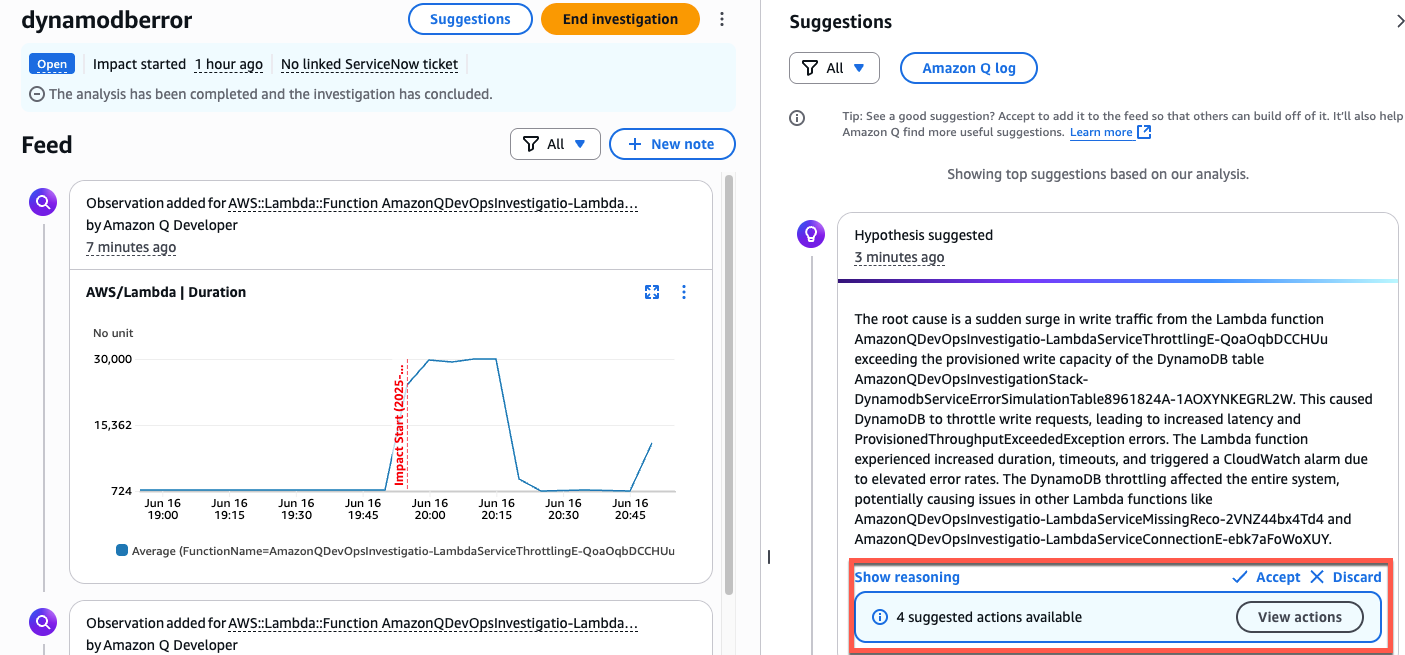 dynamodberror
Suggestions
End investigation
Open
Impact started 1 hour ago
No linked ServiceNow ticket
The analysis has been completed and the investigation has concluded.
Feed
All
New note
Observation added for AWS::Lambda::Function AmazonQDevOpsInvestigatio-Lambda...
by Amazon Q Developer
7 minutes ago
AWS/Lambda | Duration
No unit
30,000
15,362
724
Impact Start (2025-...
Jun 16 19:00
Jun 16 19:15
Jun 16 19:30
Jun 16 19:45
Jun 16 20:00
Jun 16 20:15
Jun 16 20:30
Jun 16 20:45
Average (FunctionName=AmazonQDevOpsInvestigatio-LambdaServiceThrottlingE-QoaOqbDCCHUu
Observation added for AWS::Lambda::Function AmazonQDevOpsInvestigatio-Lambda...
by Amazon Q Developer
Suggestions
All
Amazon Q log
Tip: See a good suggestion? Accept to add it to the feed so that others can build off of it. It'll also help
Amazon Q find more useful suggestions. Learn more
Showing top suggestions based on our analysis.
Hypothesis suggested
3 minutes ago
The root cause is a sudden surge in write traffic from the Lambda function
AmazonQDevOpsInvestigatio-LambdaServiceThrottlingE-QoaOqbDCCHUu
exceeding the provisioned write capacity of the DynamoDB table
AmazonQDevOpsInvestigationStack-
DynamodbServiceErrorSimulationTable8961824A-1AOXYNKEGRL2W. This caused
DynamoDB to throttle write requests, leading to increased latency and
ProvisionedThroughputExceededException errors. The Lambda function
experienced increased duration, timeouts, and triggered a CloudWatch alarm due
to elevated error rates. The DynamoDB throttling affected the entire system,
potentially causing issues in other Lambda functions like
AmazonQDevOpsInvestigatio-LambdaServiceMissingReco-2VNZ44bx4Td4 and
AmazonQDevOpsInvestigatio-LambdaServiceConnectionE-ebk7aFoWoXUY.
Show reasoning
Accept
Discard
4 suggested actions available
View actions